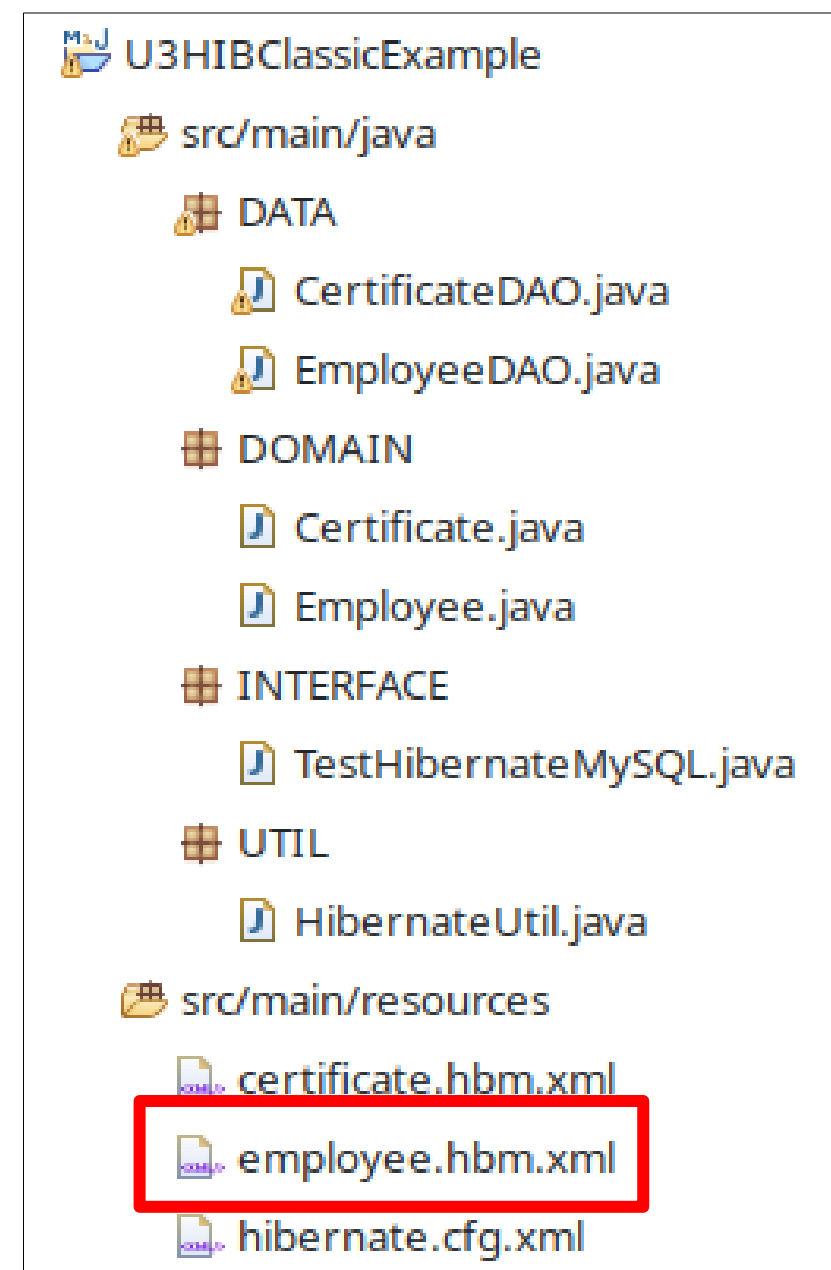 U3HIBClassicExample
src/main/java
DATA
CertificateDAO.java
EmployeeDAO.java
DOMAIN
Certificate.java
Employee.java
INTERFACE
TestHibernateMySQL.java
UTIL
HibernateUtil.java
src/main/resources
certificate.hbm.xml
employee.hbm.xml
hibernate.cfg.xml